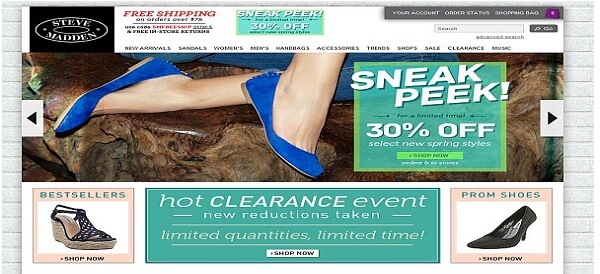 STEVE
MADDEN
FREE SHIPPING
on orders over $75
use code SMFREESHIP DETAILS
& FREE IN-STORE RETURNS
SNEAK PEEK!
for a limited time!
30% OFF
select new spring styles
YOUR ACCOUNT ORDER STATUS SHOPPING BAG 0
Search GO
advanced search
NEW ARRIVALS SANDALS WOMEN'S MEN'S HANDBAGS ACCESSORIES TRENDS SHOPS SALE CLEARANCE MUSIC
SNEAK
PEEK!
for a limited time!
30% OFF
select new spring styles
› SHOP NOW
online & in stores
BESTSELLERS
› SHOP NOW
hot CLEARANCE event
new reductions taken
limited quantities, limited time!
› SHOP NOW
PROM SHOES
› SHOP NOW